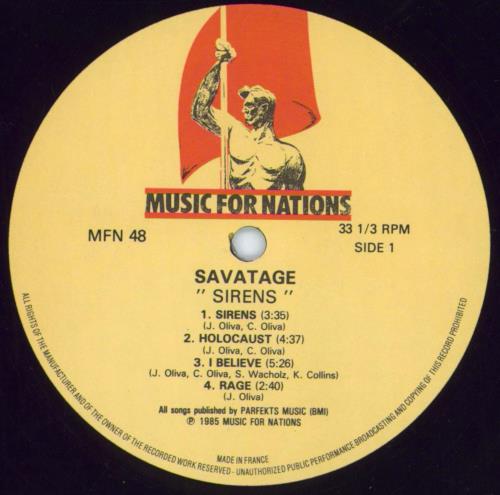 MUSIC FOR NATIONS
MFN 48
33 1/3 RPM
SIDE 1
SAVATAGE
" SIRENS "
1. SIRENS (3:35)
(J. Oliva, C. Oliva)
2. HOLOCAUST (4:37)
(J. Oliva, C. Oliva)
3. I BELIEVE (5:26)
(J. Oliva, C. Oliva, S. Wacholz, K. Collins)
4. RAGE (2:40)
(J. Oliva)
All songs published by PARFEKTS MUSIC (BMI)
℗ 1985 MUSIC FOR NATIONS
MADE IN FRANCE
ALL RIGHTS OF THE MANUFACTURER AND OF THE OWNER OF THE RECORDED WORK RESERVED - UNAUTHORIZED PUBLIC PERFORMANCE BROADCASTING AND COPYING OF THIS RECORD PROHIBITED